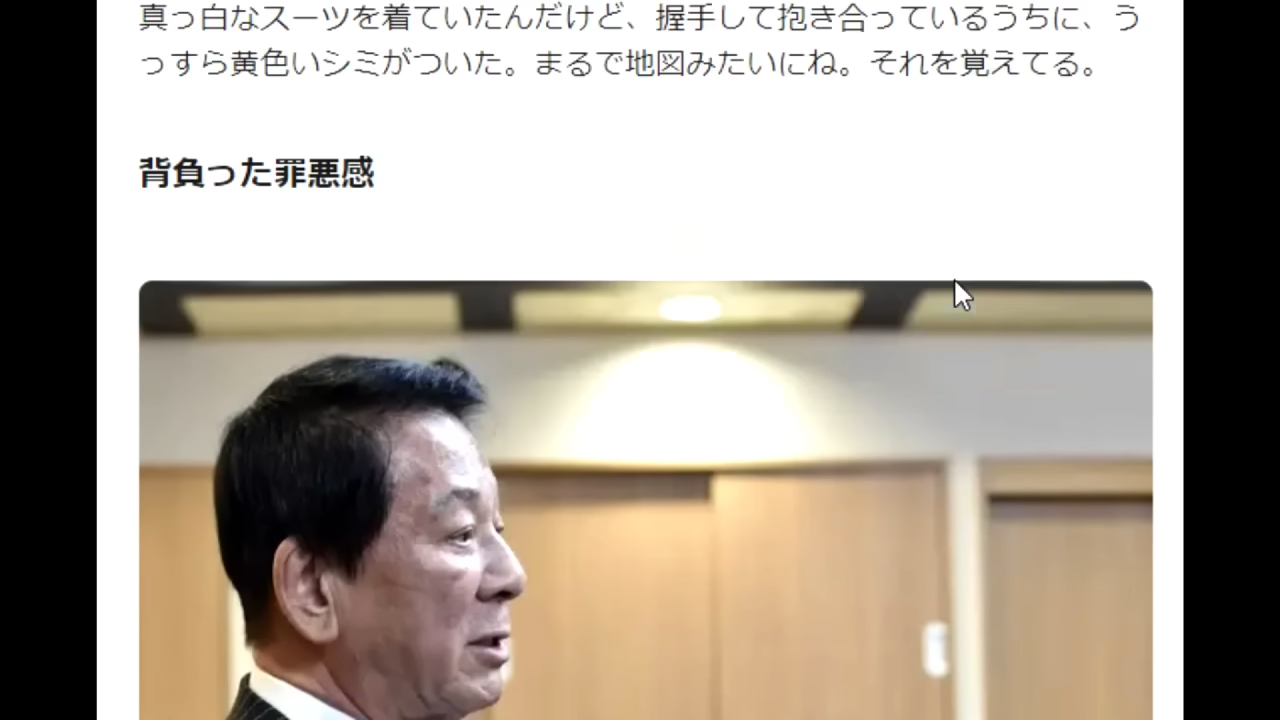 真っ白なスーツを着ていたんだけど、握手して抱き合っているうちに、う
っすら黄色いシミがついた。まるで地図みたいにね。それを覚えてる。
背負った罪悪感